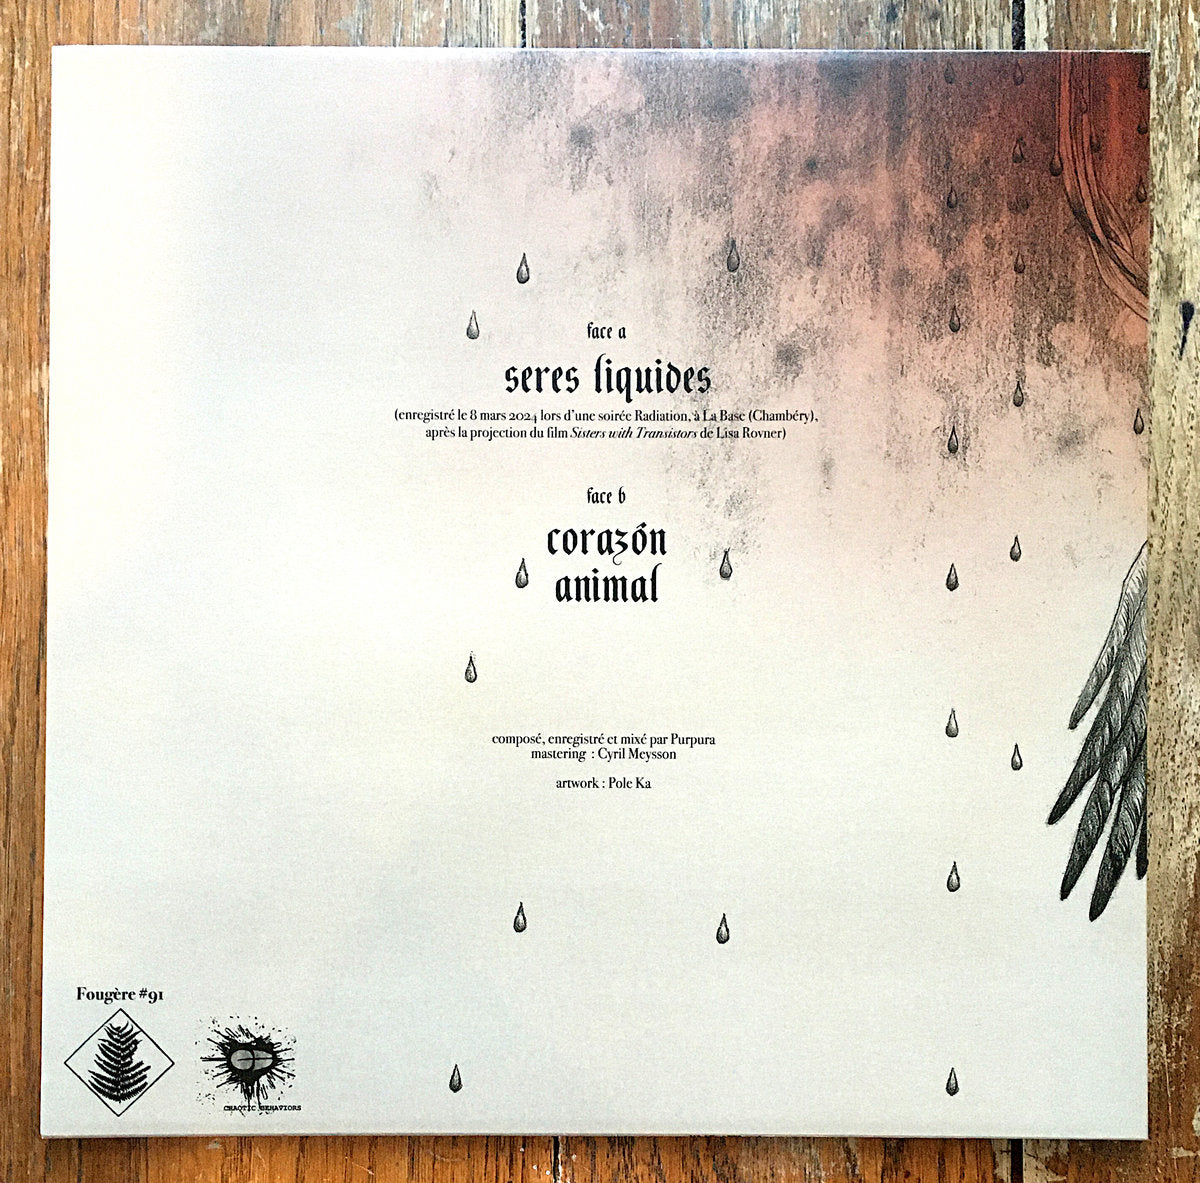 face a
seres liquides
(enregistré le 8 mars 2024 lors d'une soirée Radiation, à La Base (Chambéry),
après la projection du film Sisters with Transistors de Lisa Rovner)
face b
corazón
animal
composé, enregistré et mixé par Purpura
mastering : Cyril Meysson
artwork : Pole Ka
Fougère #91
CHAOTIC BEHAVIORS